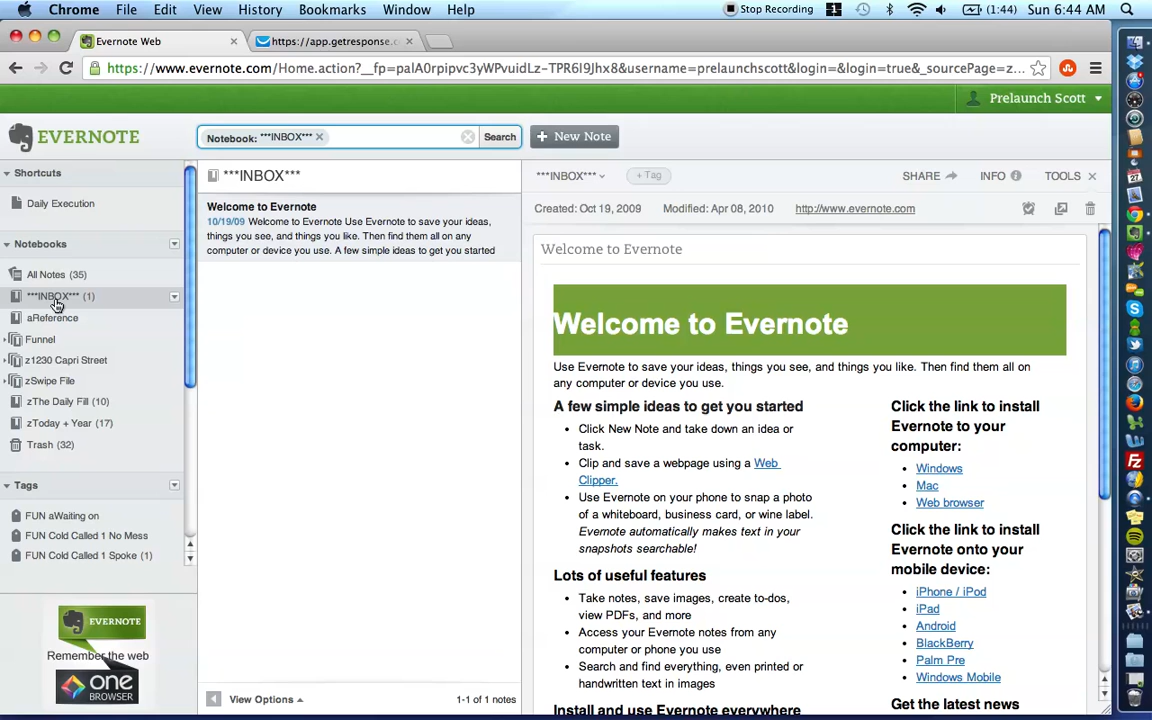 Chrome File Edit View History Bookmarks Window Help Stop Recording 1 (1:44) Sun 6:44 AM
Evernote Web × https://app.getresponse.c ×
https://www.evernote.com/Home.action?__fp=palA0rpipvc3yWPvuidLz-TPR6I9Jhx8&username=prelaunchscott&login=&login=true&_sourcePage=z...
Prelaunch Scott
EVERNOTE Notebook: ***INBOX*** × Search + New Note
Shortcuts
Daily Execution
Notebooks
All Notes (35)
***INBOX*** (1)
aReference
Funnel
z1230 Capri Street
zSwipe File
zThe Daily Fill (10)
zToday + Year (17)
Trash (32)
Tags
FUN aWaiting on
FUN Cold Called 1 No Mess
FUN Cold Called 1 Spoke (1)
EVERNOTE
Remember the web
one
BROWSER
***INBOX***
Welcome to Evernote
10/19/09 Welcome to Evernote Use Evernote to save your ideas,
things you see, and things you like. Then find them all on any
computer or device you use. A few simple ideas to get you started
View Options 1-1 of 1 notes
***INBOX*** + Tag SHARE INFO TOOLS ×
Created: Oct 19, 2009 Modified: Apr 08, 2010 http://www.evernote.com
Welcome to Evernote
Welcome to Evernote
Use Evernote to save your ideas, things you see, and things you like. Then find them all on
any computer or device you use.
A few simple ideas to get you started
• Click New Note and take down an idea or
task.
• Clip and save a webpage using a Web
Clipper.
• Use Evernote on your phone to snap a photo
of a whiteboard, business card, or wine label.
Evernote automatically makes text in your
snapshots searchable!
Lots of useful features
• Take notes, save images, create to-dos,
view PDFs, and more
• Access your Evernote notes from any
computer or phone you use
• Search and find everything, even printed or
handwritten text in images
Install and use Evernote everywhere
Click the link to install
Evernote to your
computer:
• Windows
• Mac
• Web browser
Click the link to install
Evernote onto your
mobile device:
• iPhone / iPod
• iPad
• Android
• BlackBerry
• Palm Pre
• Windows Mobile
Get the latest news